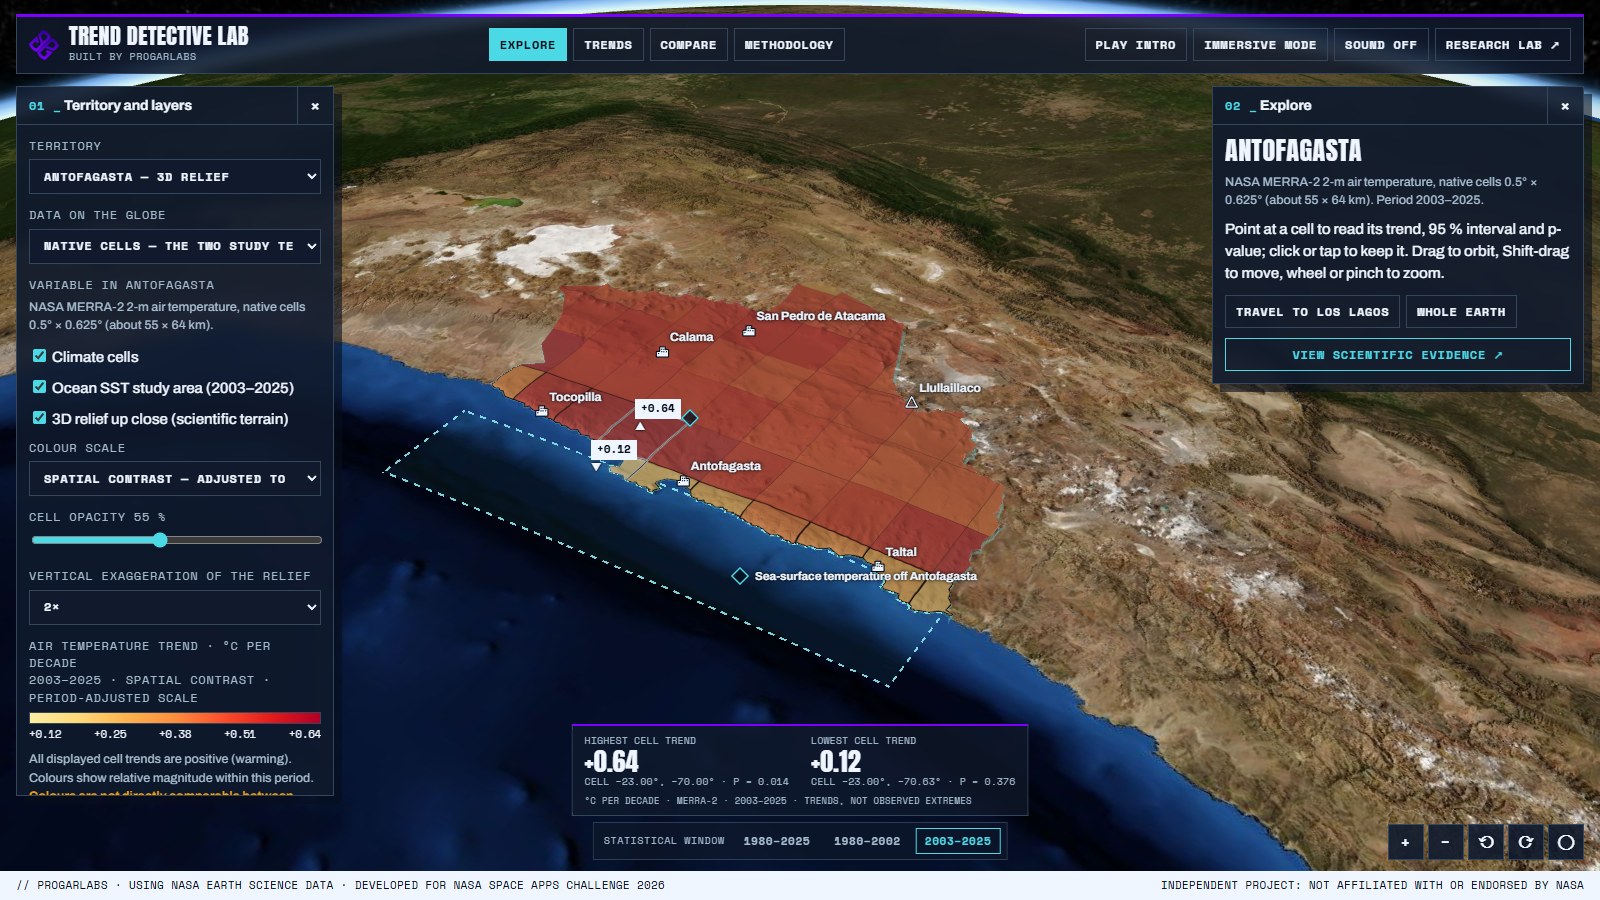 TREND DETECTIVE LAB
BUILT BY PROGARLABS
EXPLORE
TRENDS
COMPARE
METHODOLOGY
PLAY INTRO
IMMERSIVE MODE
SOUND OFF
RESEARCH LAB ↗
01 _ Territory and layers ×
TERRITORY
ANTOFAGASTA — 3D RELIEF
DATA ON THE GLOBE
NATIVE CELLS — THE TWO STUDY TE
VARIABLE IN ANTOFAGASTA
NASA MERRA-2 2-m air temperature, native cells
0.5° × 0.625° (about 55 × 64 km).
Climate cells
Ocean SST study area (2003–2025)
3D relief up close (scientific terrain)
COLOUR SCALE
SPATIAL CONTRAST — ADJUSTED TO
CELL OPACITY 55 %
VERTICAL EXAGGERATION OF THE RELIEF
2×
AIR TEMPERATURE TREND · °C PER
DECADE
2003–2025 · SPATIAL CONTRAST ·
PERIOD-ADJUSTED SCALE
+0.12 +0.25 +0.38 +0.51 +0.64
All displayed cell trends are positive (warming).
Colours show relative magnitude within this period.
Colours are not directly comparable between
San Pedro de Atacama
Calama
Llullaillaco
Tocopilla
+0.64
+0.12
Antofagasta
Taltal
Sea-surface temperature off Antofagasta
02 _ Explore ×
ANTOFAGASTA
NASA MERRA-2 2-m air temperature, native cells 0.5° ×
0.625° (about 55 × 64 km). Period 2003–2025.
Point at a cell to read its trend, 95 % interval and p-
value; click or tap to keep it. Drag to orbit, Shift-drag
to move, wheel or pinch to zoom.
TRAVEL TO LOS LAGOS
WHOLE EARTH
VIEW SCIENTIFIC EVIDENCE ↗
HIGHEST CELL TREND
+0.64
CELL −23.00°, −70.00° · P = 0.014
LOWEST CELL TREND
+0.12
CELL −23.00°, −70.63° · P = 0.376
°C PER DECADE · MERRA-2 · 2003–2025 · TRENDS, NOT OBSERVED EXTREMES
STATISTICAL WINDOW 1980–2025 1980–2002 2003–2025
+ −
// PROGARLABS · USING NASA EARTH SCIENCE DATA · DEVELOPED FOR NASA SPACE APPS CHALLENGE 2026
INDEPENDENT PROJECT: NOT AFFILIATED WITH OR ENDORSED BY NASA